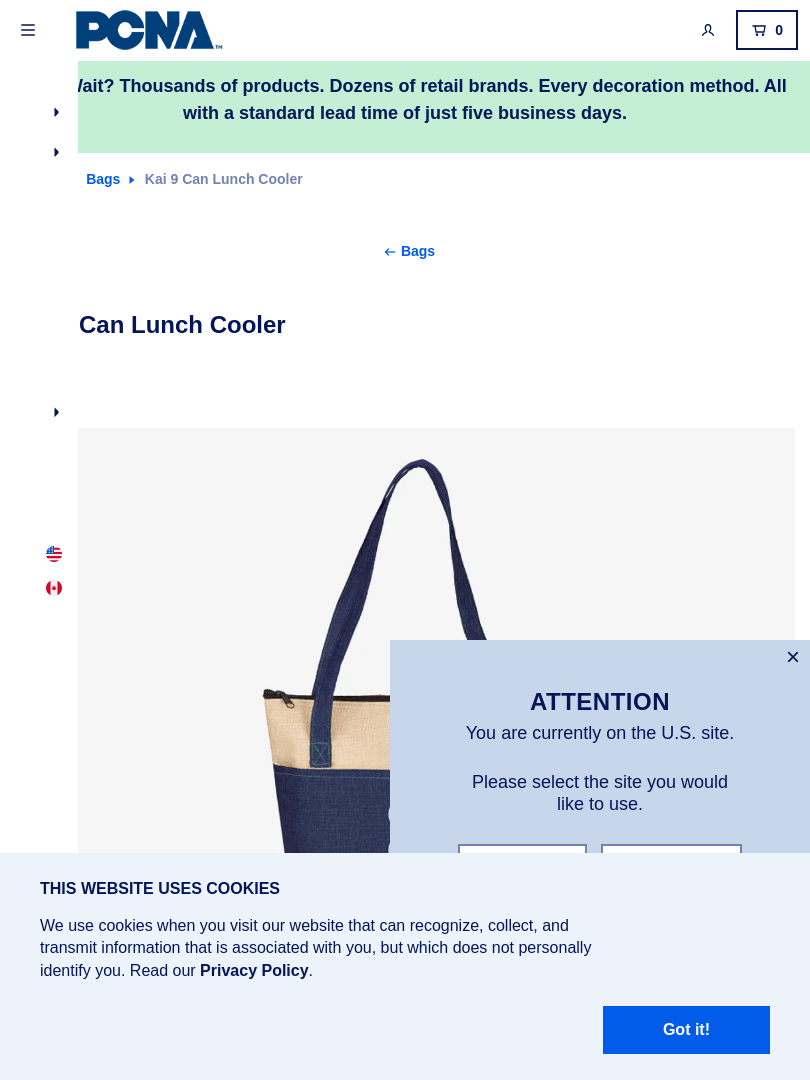 PCNA™
0
Wait? Thousands of products. Dozens of retail brands. Every decoration method. All
with a standard lead time of just five business days.
Bags Kai 9 Can Lunch Cooler
Bags
Can Lunch Cooler
ATTENTION
You are currently on the U.S. site.
Please select the site you would
like to use.
THIS WEBSITE USES COOKIES
We use cookies when you visit our website that can recognize, collect, and
transmit information that is associated with you, but which does not personally
identify you. Read our Privacy Policy.
Got it!